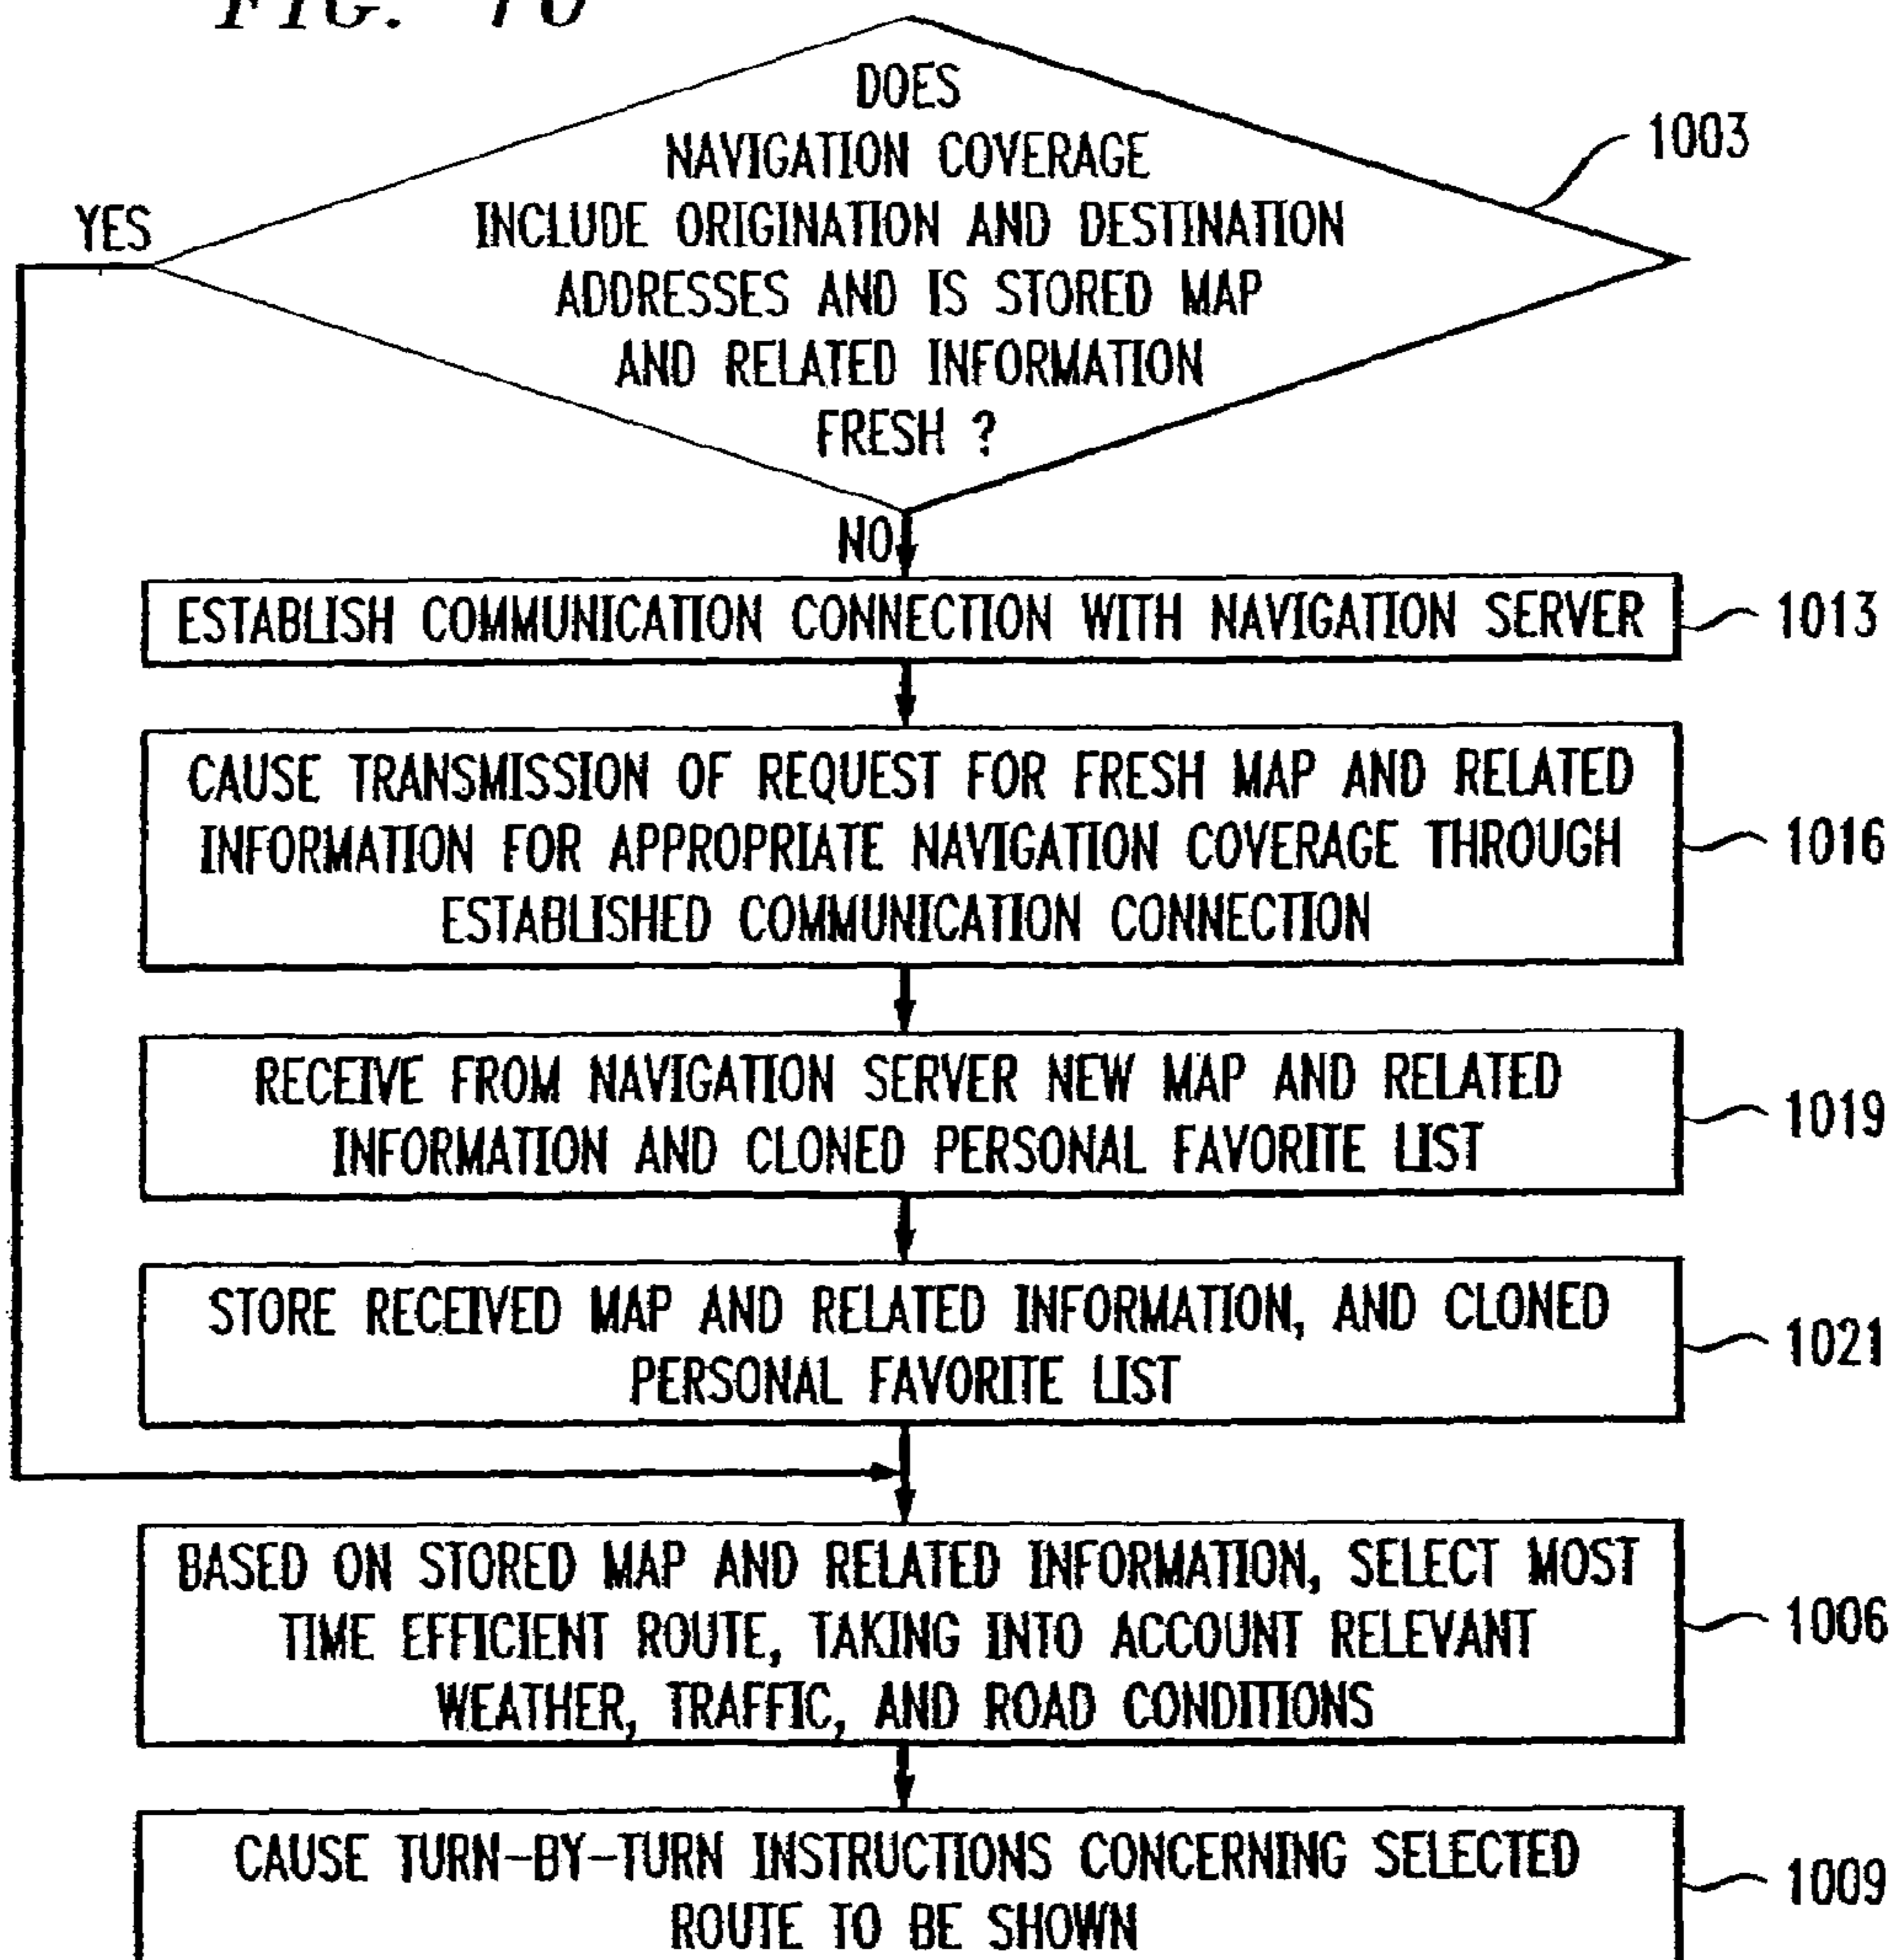 FIG. 10
DOES
NAVIGATION COVERAGE
INCLUDE ORIGINATION AND DESTINATION
ADDRESSES AND IS STORED MAP
AND RELATED INFORMATION
FRESH ?
1003
YES
NO
ESTABLISH COMMUNICATION CONNECTION WITH NAVIGATION SERVER
1013
CAUSE TRANSMISSION OF REQUEST FOR FRESH MAP AND RELATED
INFORMATION FOR APPROPRIATE NAVIGATION COVERAGE THROUGH
ESTABLISHED COMMUNICATION CONNECTION
1016
RECEIVE FROM NAVIGATION SERVER NEW MAP AND RELATED
INFORMATION AND CLONED PERSONAL FAVORITE LIST
1019
STORE RECEIVED MAP AND RELATED INFORMATION, AND CLONED
PERSONAL FAVORITE LIST
1021
BASED ON STORED MAP AND RELATED INFORMATION, SELECT MOST
TIME EFFICIENT ROUTE, TAKING INTO ACCOUNT RELEVANT
WEATHER, TRAFFIC, AND ROAD CONDITIONS
1006
CAUSE TURN-BY-TURN INSTRUCTIONS CONCERNING SELECTED
ROUTE TO BE SHOWN
1009